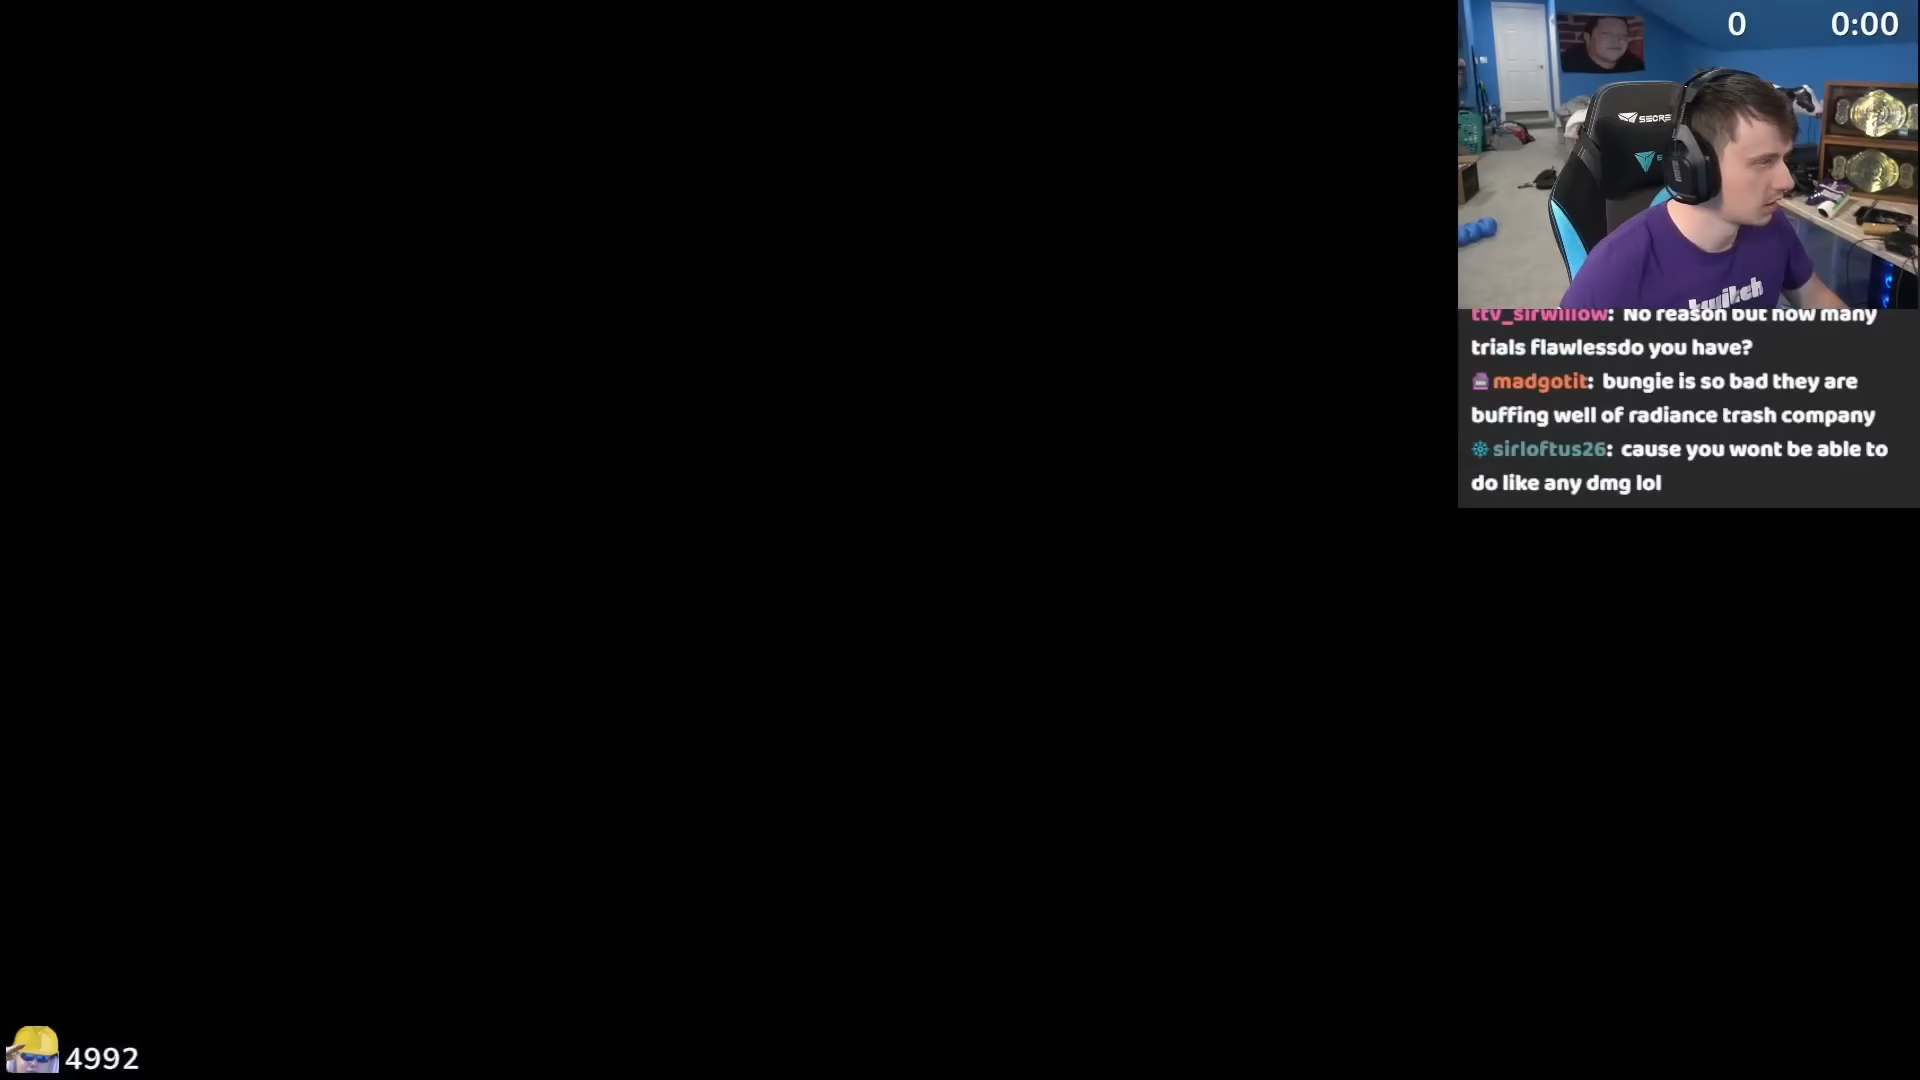 0 0:00
SECRE
twitch
ttv_sirwillow: No reason but how many
trials flawlessdo you have?
madgotit: bungie is so bad they are
buffing well of radiance trash company
sirloftus26: cause you wont be able to
do like any dmg lol
4992